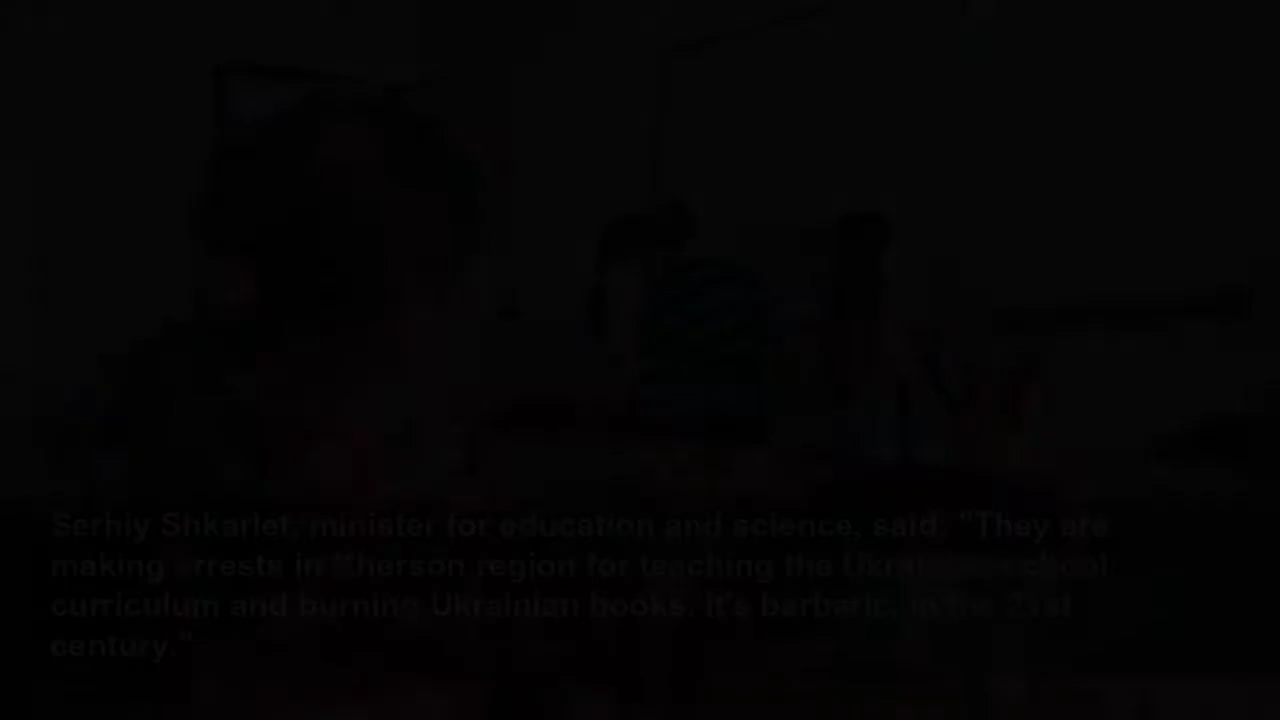 Serhiy Shkarlet, minister for education and science, said: "They are
making arrests in Kherson region for teaching the Ukrainian school
curriculum and burning Ukrainian books. It's barbaric, in the 21st
century."